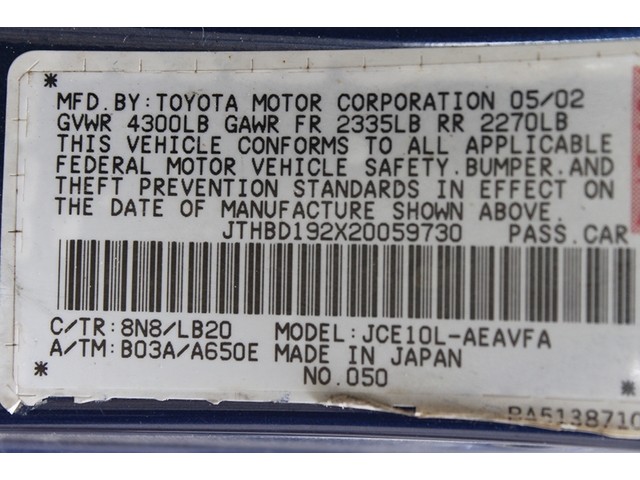 *
MFD.BY:TOYOTA MOTOR CORPORATION 05/02
GVWR 4300LB GAWR FR 2335LB RR 2270LB
THIS VEHICLE CONFORMS TO ALL APPLICABLE
FEDERAL MOTOR VEHICLE SAFETY.BUMPER.AND
THEFT PREVENTION STANDARDS IN EFFECT ON
THE DATE OF MANUFACTURE SHOWN ABOVE.
JTHBD192X20059730 PASS.CAR
C/TR:8N8/LB20 MODEL:JCE10L-AEAVFA
A/TM:B03A/A650E MADE IN JAPAN
* NO.050 *